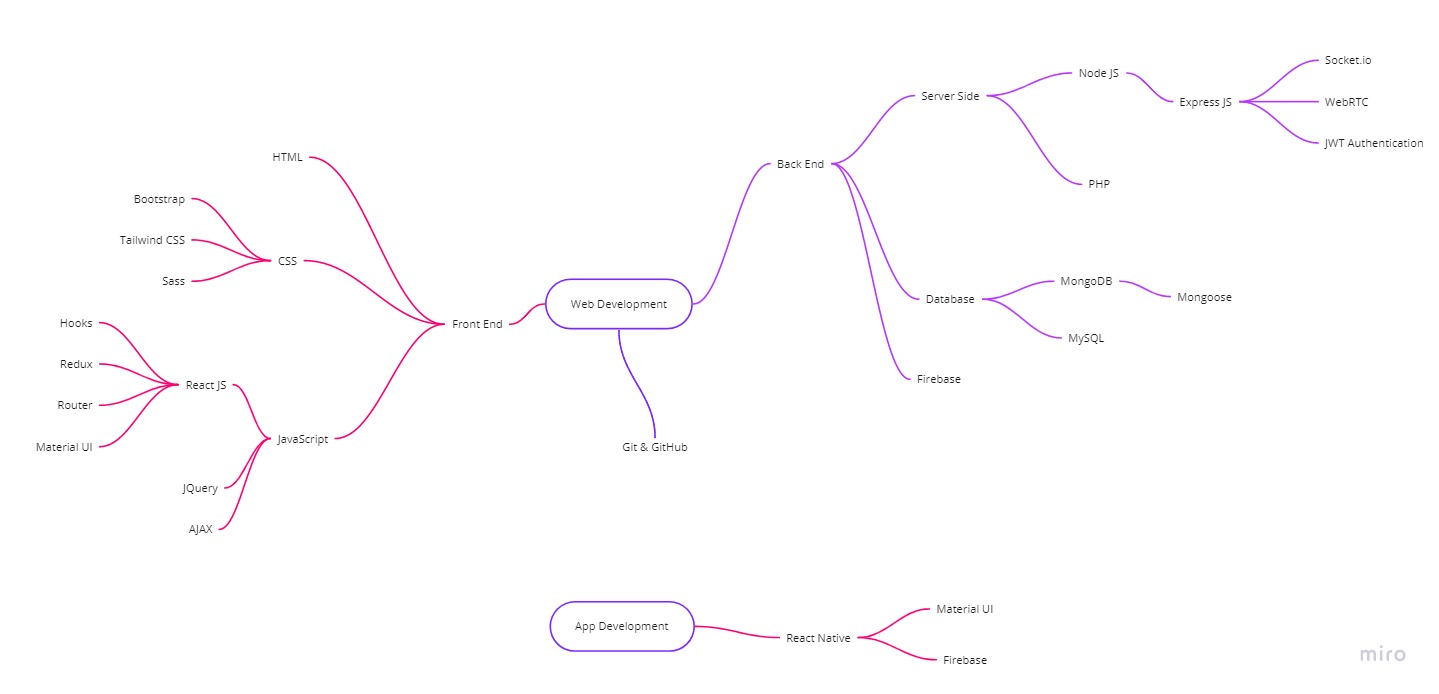 Socket.io
Node JS
Server Side
Express JS
WebRTC
JWT Authentication
HTML
Back End
PHP
Bootstrap
Tailwind CSS
CSS
Sass
MongoDB
Mongoose
Database
Web Development
Hooks
Front End
MySQL
Redux
React JS
Firebase
Router
JavaScript
Material UI
Git & GitHub
JQuery
AJAX
Material UI
App Development
React Native
Firebase
miro